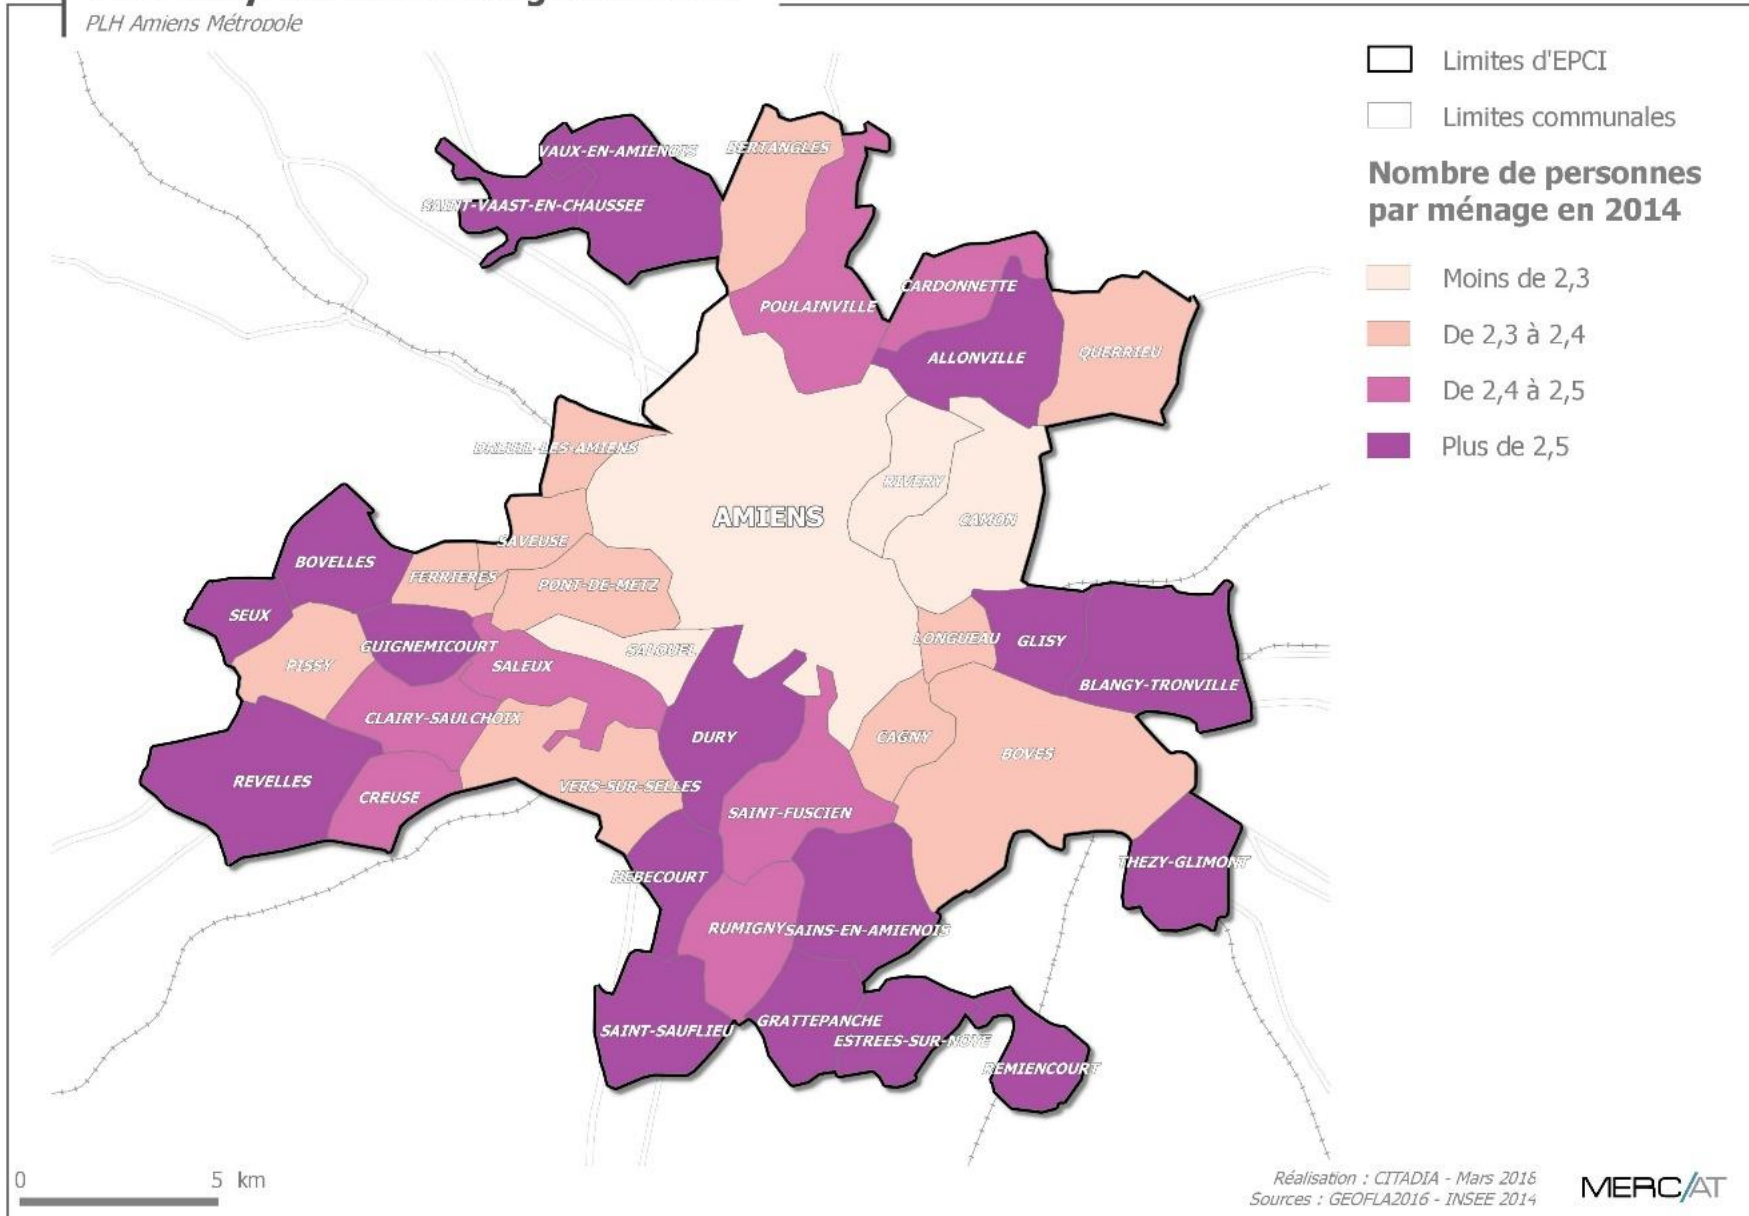 PLH Amiens Métropole
Limites d'EPCI
Limites communales
Nombre de personnes
par ménage en 2014
Moins de 2,3
De 2,3 à 2,4
De 2,4 à 2,5
Plus de 2,5
VAUX-EN-AMIENOIS
BERTANGLES
SAINT-VAAST-EN-CHAUSSEE
CARDONNETTE
POULAINVILLE
ALLONVILLE
QUERRIEU
DREUIL-LES-AMIENS
RIVERY
AMIENS
CAMON
SAVEUSE
BOVELLES
FERRIERES
PONT-DE-METZ
SEUX
GUIGNEMICOURT
SALOUEL
LONGUEAU
GLISY
PISSY
SALEUX
BLANGY-TRONVILLE
CLAIRY-SAULCHOIX
DURY
CAGNY
BOVES
REVELLES
CREUSE
VERS-SUR-SELLES
SAINT-FUSCIEN
THEZY-GLIMONT
HEBECOURT
RUMIGNY
SAINS-EN-AMIENOIS
SAINT-SAUFLIEU
GRATTEPANCHE
ESTREES-SUR-NOYE
REMIENCOURT
0 5 km
Réalisation : CITADIA - Mars 2018
Sources : GEOFLA2016 - INSEE 2014
MERC/AT